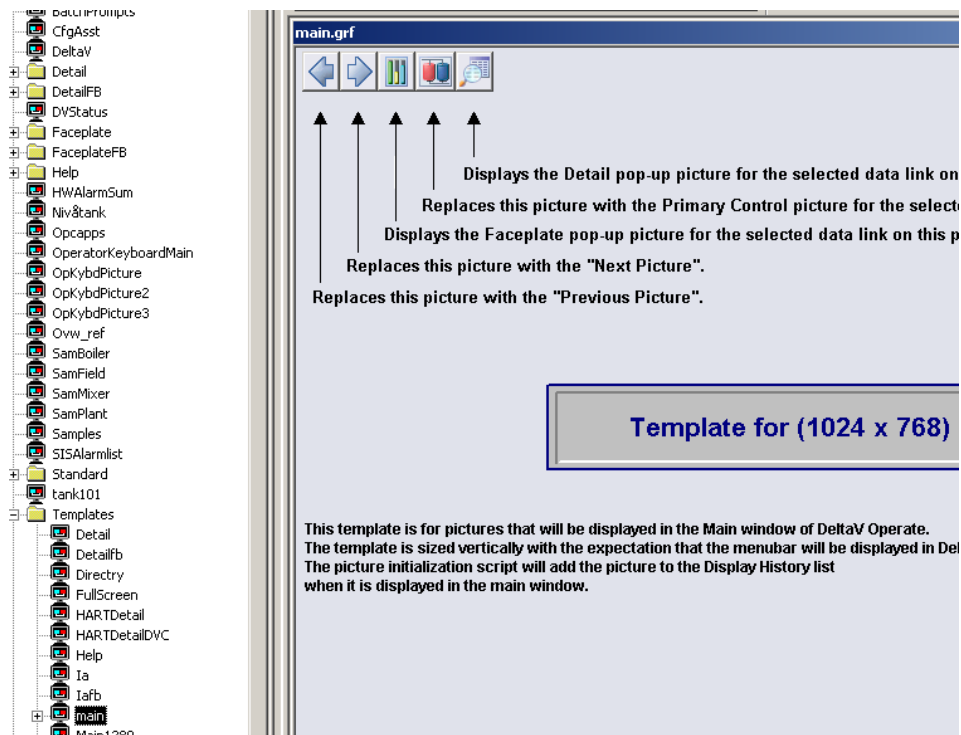 BatchPrompts
CfgAsst
DeltaV
Detail
DetailFB
DVStatus
Faceplate
FaceplateFB
Help
HWAlarmSum
Nivåtank
Opcapps
OperatorKeyboardMain
OpKybdPicture
OpKybdPicture2
OpKybdPicture3
Ovw_ref
SamBoiler
SamField
SamMixer
SamPlant
Samples
SISAlarmlist
Standard
tank101
Templates
Detail
Detailfb
Directry
FullScreen
HARTDetail
HARTDetailDVC
Help
Ia
Iafb
main
Main1280
main.grf
Displays the Detail pop-up picture for the selected data link on
Replaces this picture with the Primary Control picture for the selecte
Displays the Faceplate pop-up picture for the selected data link on this p
Replaces this picture with the "Next Picture".
Replaces this picture with the "Previous Picture".
Template for (1024 x 768)
This template is for pictures that will be displayed in the Main window of DeltaV Operate.
The template is sized vertically with the expectation that the menubar will be displayed in Del
The picture initialization script will add the picture to the Display History list
when it is displayed in the main window.